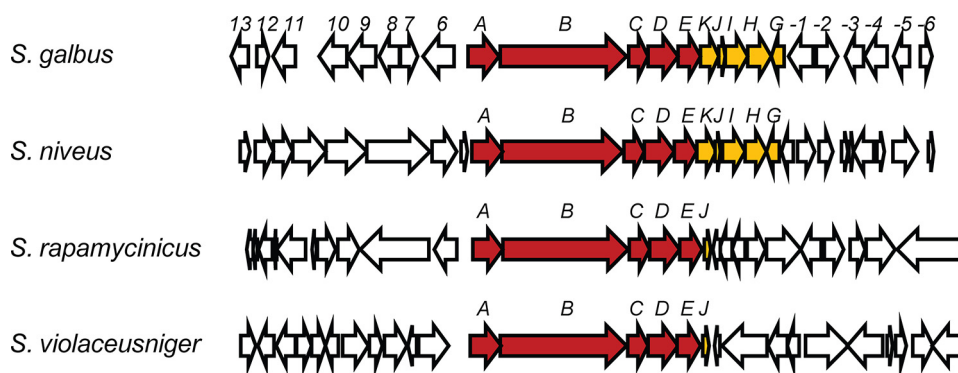 13 12 11 10 9 8 7 6 A B C D E K J I H G -1 -2 -3 -4 -5 -6
S. galbus
A B C D E K J I H G
S. niveus
A B C D E J
S. rapamycinicus
A B C D E J
S. violaceusniger